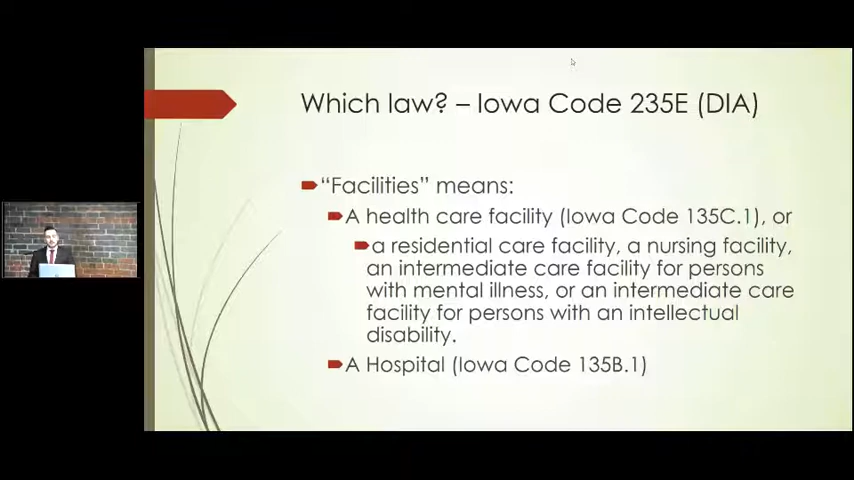 Which law? – Iowa Code 235E (DIA)
“Facilities” means:
A health care facility (Iowa Code 135C.1), or
a residential care facility, a nursing facility,
an intermediate care facility for persons
with mental illness, or an intermediate care
facility for persons with an intellectual
disability.
A Hospital (Iowa Code 135B.1)